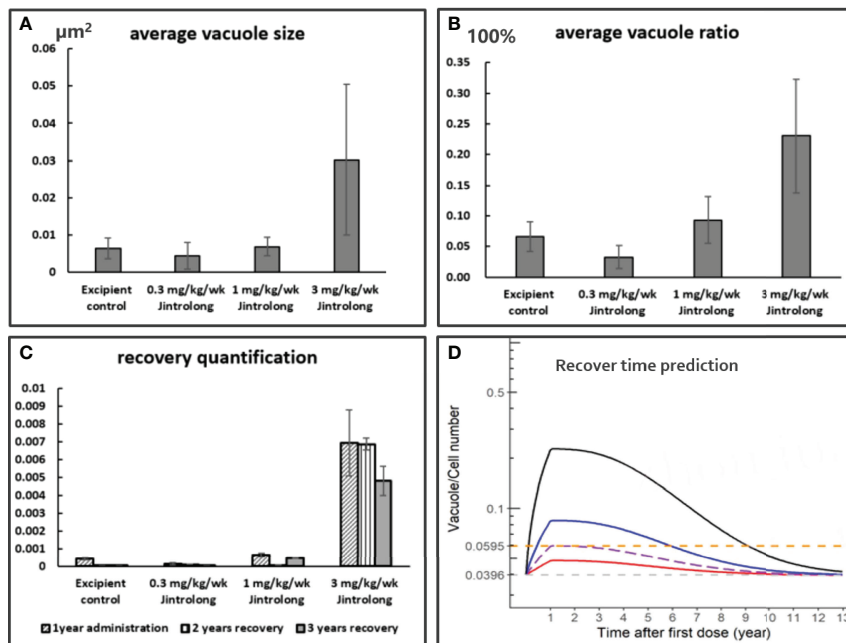 A
µm²
average vacuole size
0.06
0.05
0.04
0.03
0.02
0.01
0
Excipient control
0.3 mg/kg/wk Jintrolong
1 mg/kg/wk Jintrolong
3 mg/kg/wk Jintrolong
B
100%
average vacuole ratio
0.35
0.30
0.25
0.20
0.15
0.10
0.05
0.00
Excipient control
0.3 mg/kg/wk Jintrolong
1 mg/kg/wk Jintrolong
3 mg/kg/wk Jintrolong
C
recovery quantification
0.01
0.009
0.008
0.007
0.006
0.005
0.004
0.003
0.002
0.001
0
Excipient control
0.3 mg/kg/wk Jintrolong
1 mg/kg/wk Jintrolong
3 mg/kg/wk Jintrolong
1year administration
2 years recovery
3 years recovery
D
Recover time prediction
Vacuole/Cell number
0.5
0.1
0.0595
0.0396
1 2 3 4 5 6 7 8 9 10 11 12 13
Time after first dose (year)